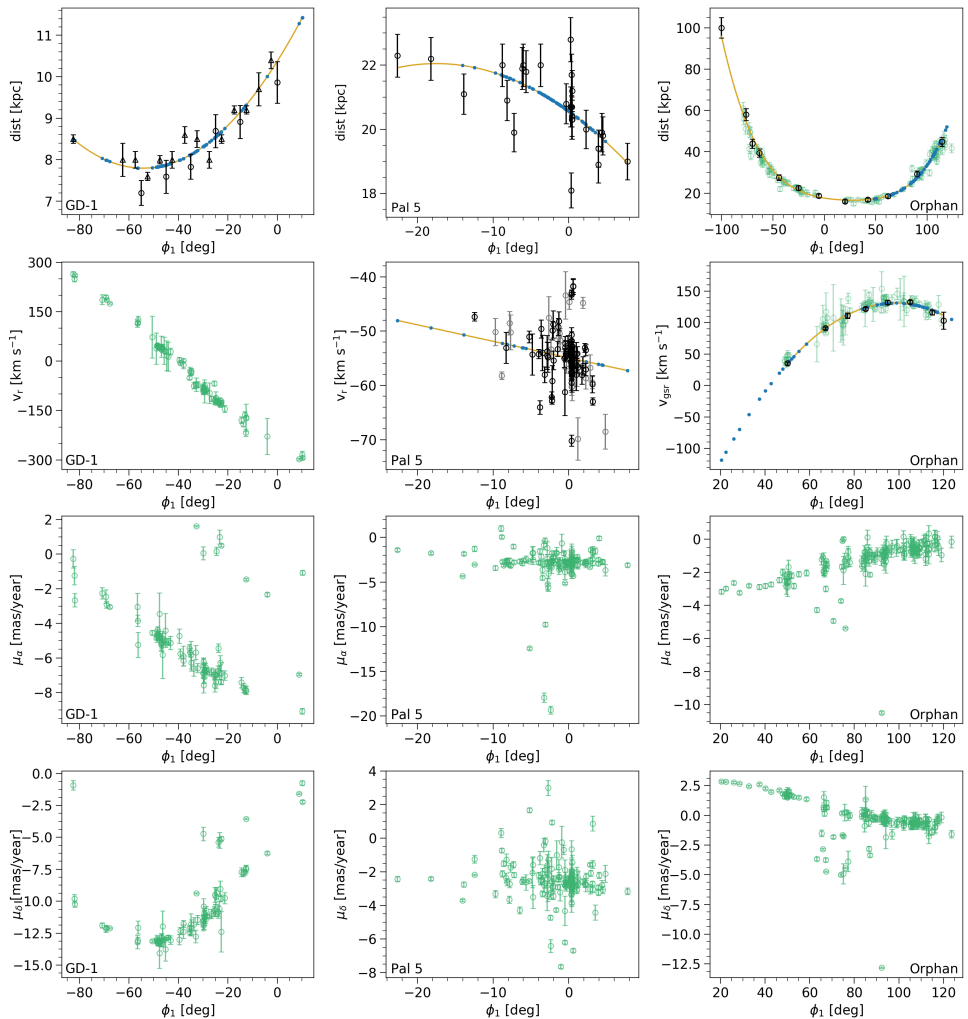 dist [kpc]
11
10
9
8
7
GD-1
−80 −60 −40 −20 0
ϕ₁ [deg]
dist [kpc]
22
20
18
Pal 5
−20 −10 0
ϕ₁ [deg]
dist [kpc]
100
80
60
40
20
Orphan
−100 −50 0 50 100
ϕ₁ [deg]
vᵣ [km s⁻¹]
300
150
0
−150
−300
GD-1
−80 −60 −40 −20 0
ϕ₁ [deg]
vᵣ [km s⁻¹]
−40
−50
−60
−70
Pal 5
−20 −10 0
ϕ₁ [deg]
v_gsr [km s⁻¹]
150
100
50
0
−50
−100
Orphan
20 40 60 80 100 120
ϕ₁ [deg]
μ_α [mas/year]
2
0
−2
−4
−6
−8
GD-1
−80 −60 −40 −20 0
ϕ₁ [deg]
μ_α [mas/year]
0
−5
−10
−15
−20
Pal 5
−20 −10 0
ϕ₁ [deg]
μ_α [mas/year]
0
−2
−4
−6
−8
−10
Orphan
20 40 60 80 100 120
ϕ₁ [deg]
μ_δ [mas/year]
0.0
−2.5
−5.0
−7.5
−10.0
−12.5
−15.0
GD-1
−80 −60 −40 −20 0
ϕ₁ [deg]
μ_δ [mas/year]
4
2
0
−2
−4
−6
−8
Pal 5
−20 −10 0
ϕ₁ [deg]
μ_δ [mas/year]
2.5
0.0
−2.5
−5.0
−7.5
−10.0
−12.5
Orphan
20 40 60 80 100 120
ϕ₁ [deg]